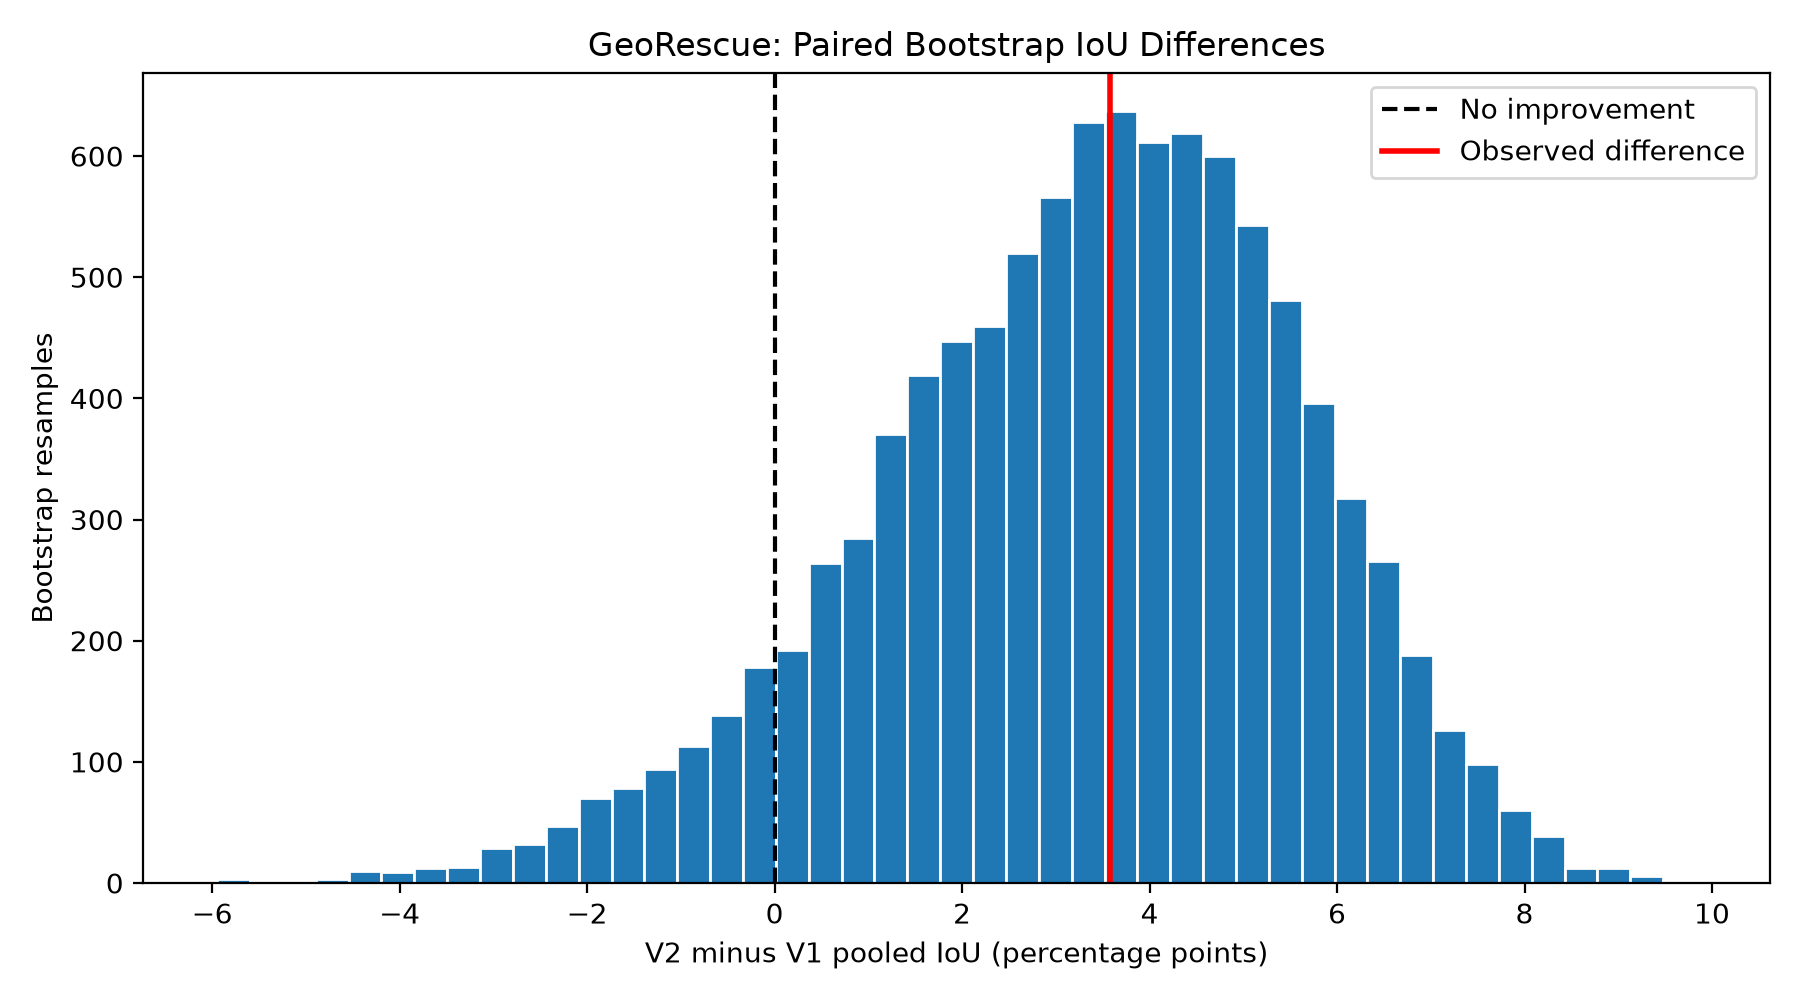 GeoRescue: Paired Bootstrap IoU Differences
No improvement
Observed difference
Bootstrap resamples
600
500
400
300
200
100
0
−6 −4 −2 0 2 4 6 8 10
V2 minus V1 pooled IoU (percentage points)